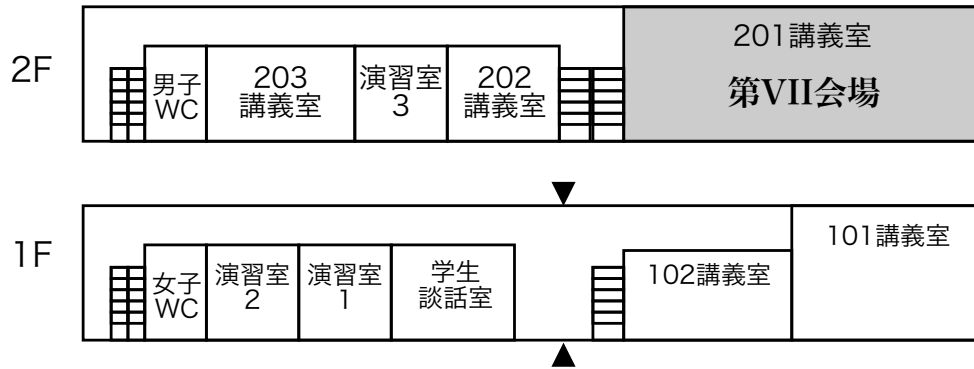 2F
男子
WC
203
講義室
演習室
3
202
講義室
201講義室
第VII会場
1F
女子
WC
演習室
2
演習室
1
学生
談話室
102講義室
101講義室